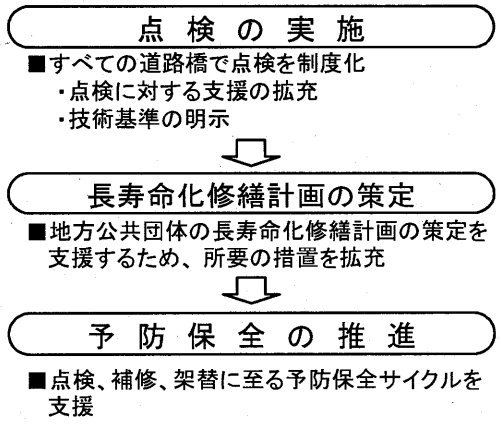 点検の実施
■すべての道路橋で点検を制度化
・点検に対する支援の拡充
・技術基準の明示
長寿命化修繕計画の策定
■地方公共団体の長寿命化修繕計画の策定を
支援するため、所要の措置を拡充
予防保全の推進
■点検、補修、架替に至る予防保全サイクルを
支援